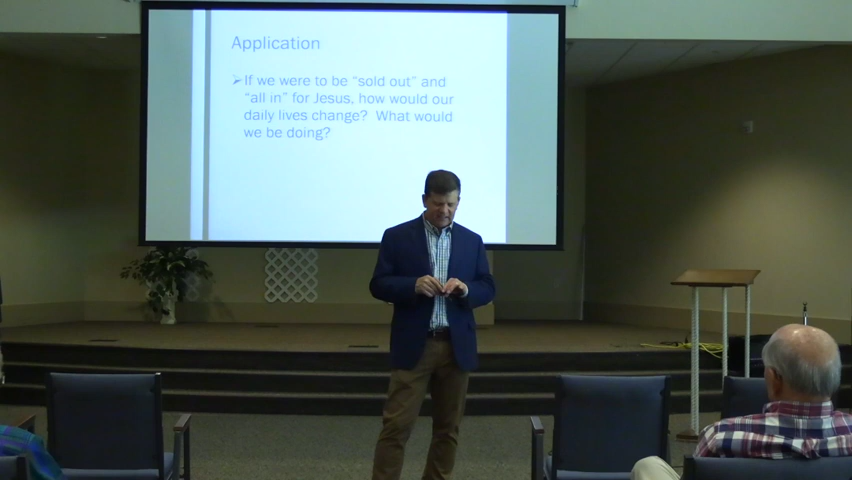 Application
➢If we were to be “sold out” and
“all in” for Jesus, how would our
daily lives change?  What would
we be doing?